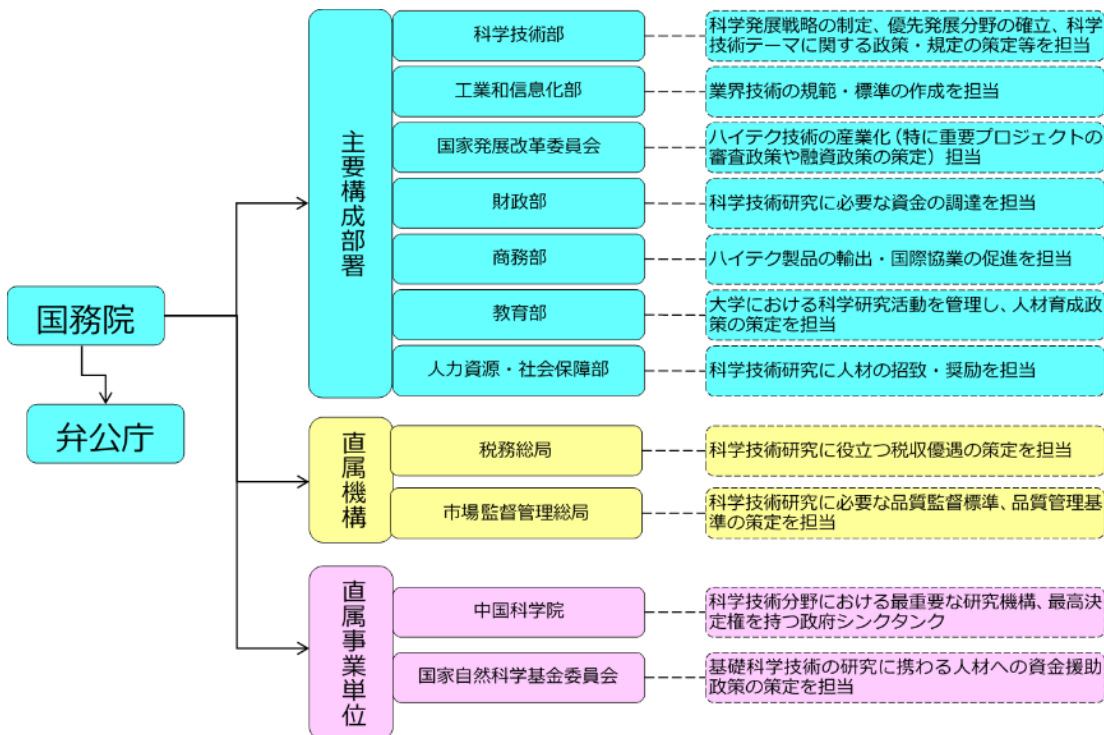 国務院
弁公庁
主要構成部署
科学技術部
科学発展戦略の制定、優先発展分野の確立、科学
技術テーマに関する政策・規定の策定等を担当
工業和信息化部
業界技術の規範・標準の作成を担当
国家発展改革委員会
ハイテク技術の産業化（特に重要プロジェクトの
審査政策や融資政策の策定）担当
財政部
科学技術研究に必要な資金の調達を担当
商務部
ハイテク製品の輸出・国際協業の促進を担当
教育部
大学における科学研究活動を管理し、人材育成政
策の策定を担当
人力資源・社会保障部
科学技術研究に人材の招致・奨励を担当
直属機構
税務総局
科学技術研究に役立つ税収優遇の策定を担当
市場監督管理総局
科学技術研究に必要な品質監督標準、品質管理基
準の策定を担当
直属事業単位
中国科学院
科学技術分野における最重要な研究機構、最高決
定権を持つ政府シンクタンク
国家自然科学基金委員会
基礎科学技術の研究に携わる人材への資金援助
政策の策定を担当